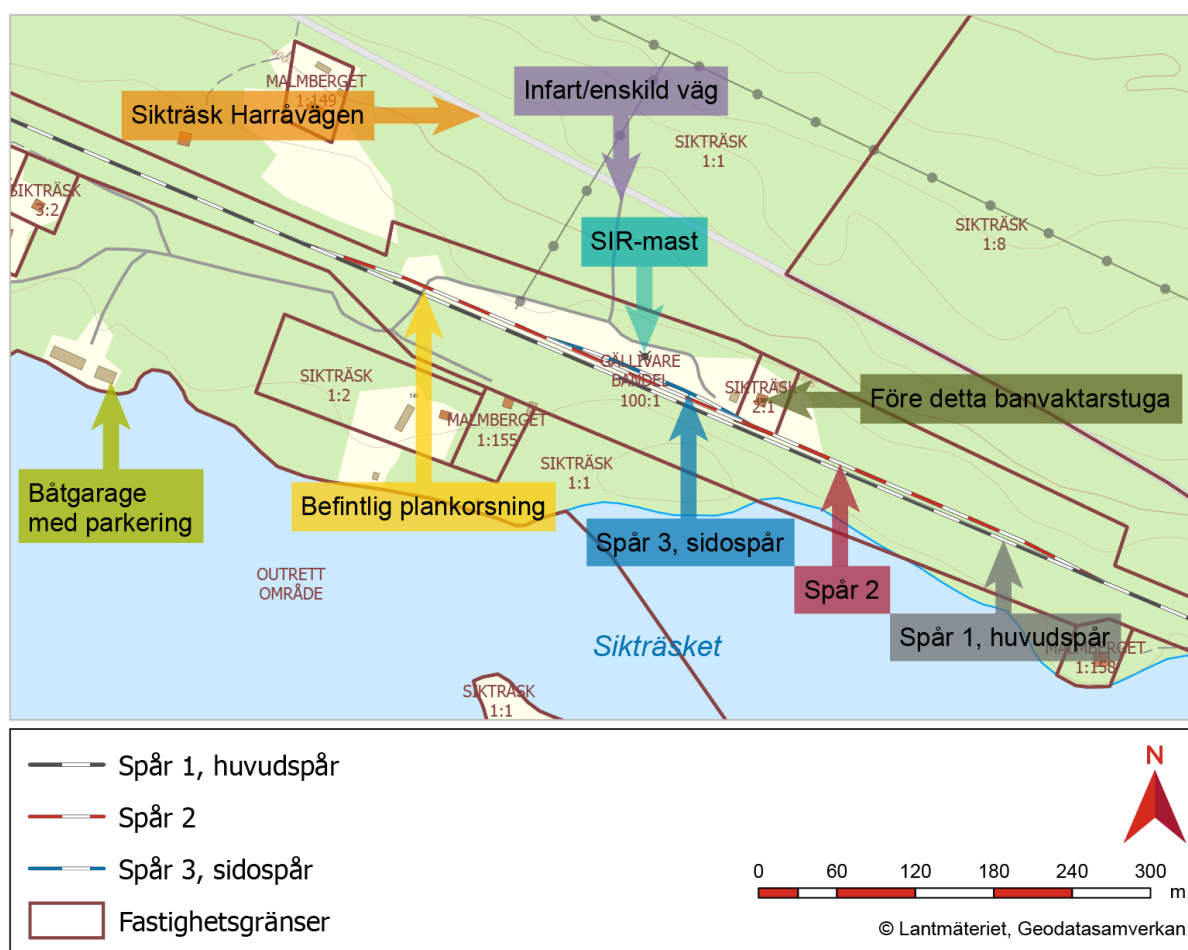 MALMBERGET
1:149
Sikträsk Harråvägen
Infart/enskild väg
SIKTRÄSK
1:1
SIKTRÄSK
3:2
SIKTRÄSK
1:8
SIR-mast
GÄLLIVARE
BANDEL
100:1
SIKTRÄSK
2:1
Före detta banvaktarstuga
SIKTRÄSK
1:2
MALMBERGET
1:155
SIKTRÄSK
1:1
Båtgarage
med parkering
Befintlig plankorsning
Spår 3, sidospår
Spår 2
Spår 1, huvudspår
OUTRETT
OMRÅDE
Sikträsket
MALMBERGET
1:158
SIKTRÄSK
1:1
Spår 1, huvudspår
Spår 2
Spår 3, sidospår
Fastighetsgränser
N
0 60 120 180 240 300
m
© Lantmäteriet, Geodatasamverkan